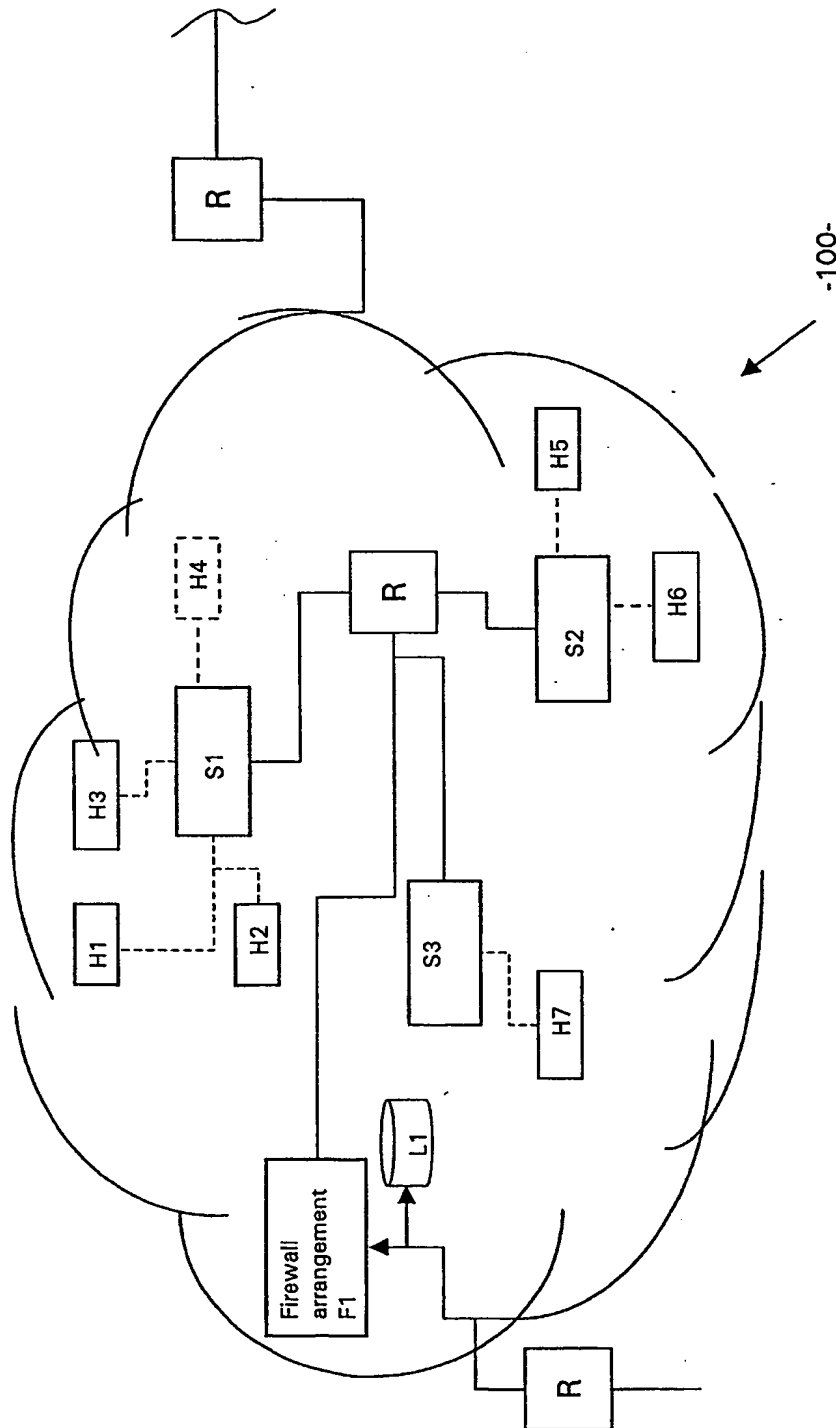 R
-100-
H5
H4
R
H6
S2
H3
S1
H1
H2
S3
H7
L1
Firewall
arrangement
F1
R